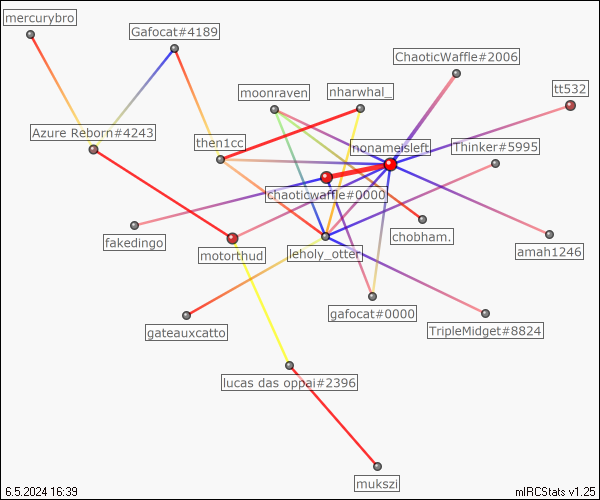 mercurybro
Gafocat#4189
ChaoticWaffle#2006
moonraven
nharwhal_
tt532
Azure Reborn#4243
then1cc
nonameisleft
Thinker#5995
chaoticwaffle#0000
fakedingo
motorthud
leholy_otter
chobham.
amah1246
gateauxcatto
gafocat#0000
TripleMidget#8824
lucas das oppai#2396
mukszi
6.5.2024 16:39
mIRCStats v1.25